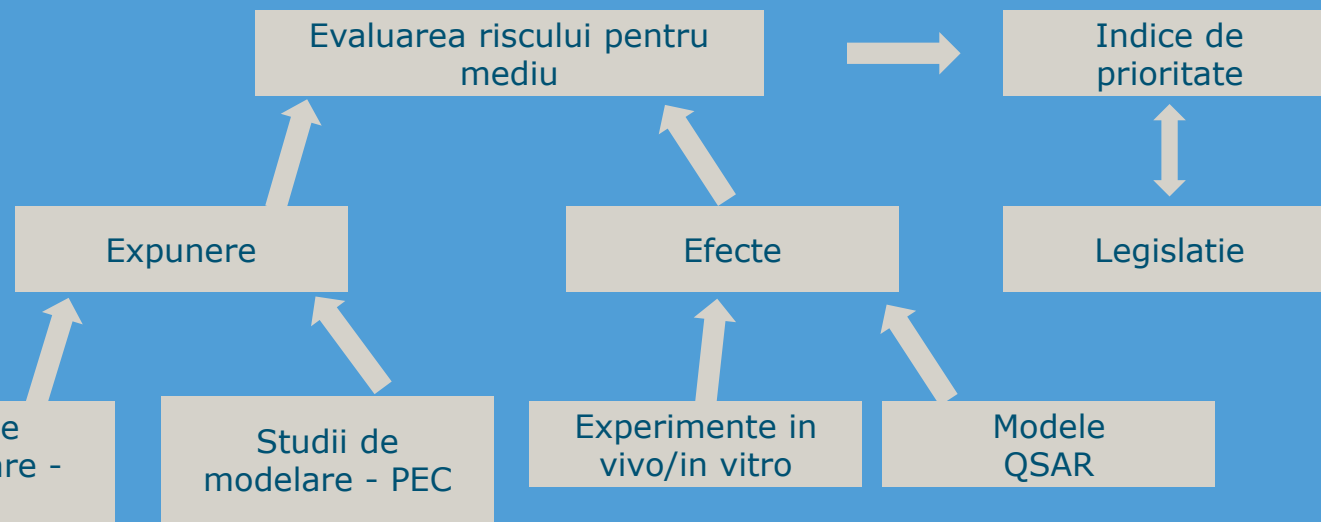 Evaluarea riscului pentru
mediu
Indice de
prioritate
Expunere
Efecte
Legislatie
e
are -
Studii de
modelare - PEC
Experimente in
vivo/in vitro
Modele
QSAR